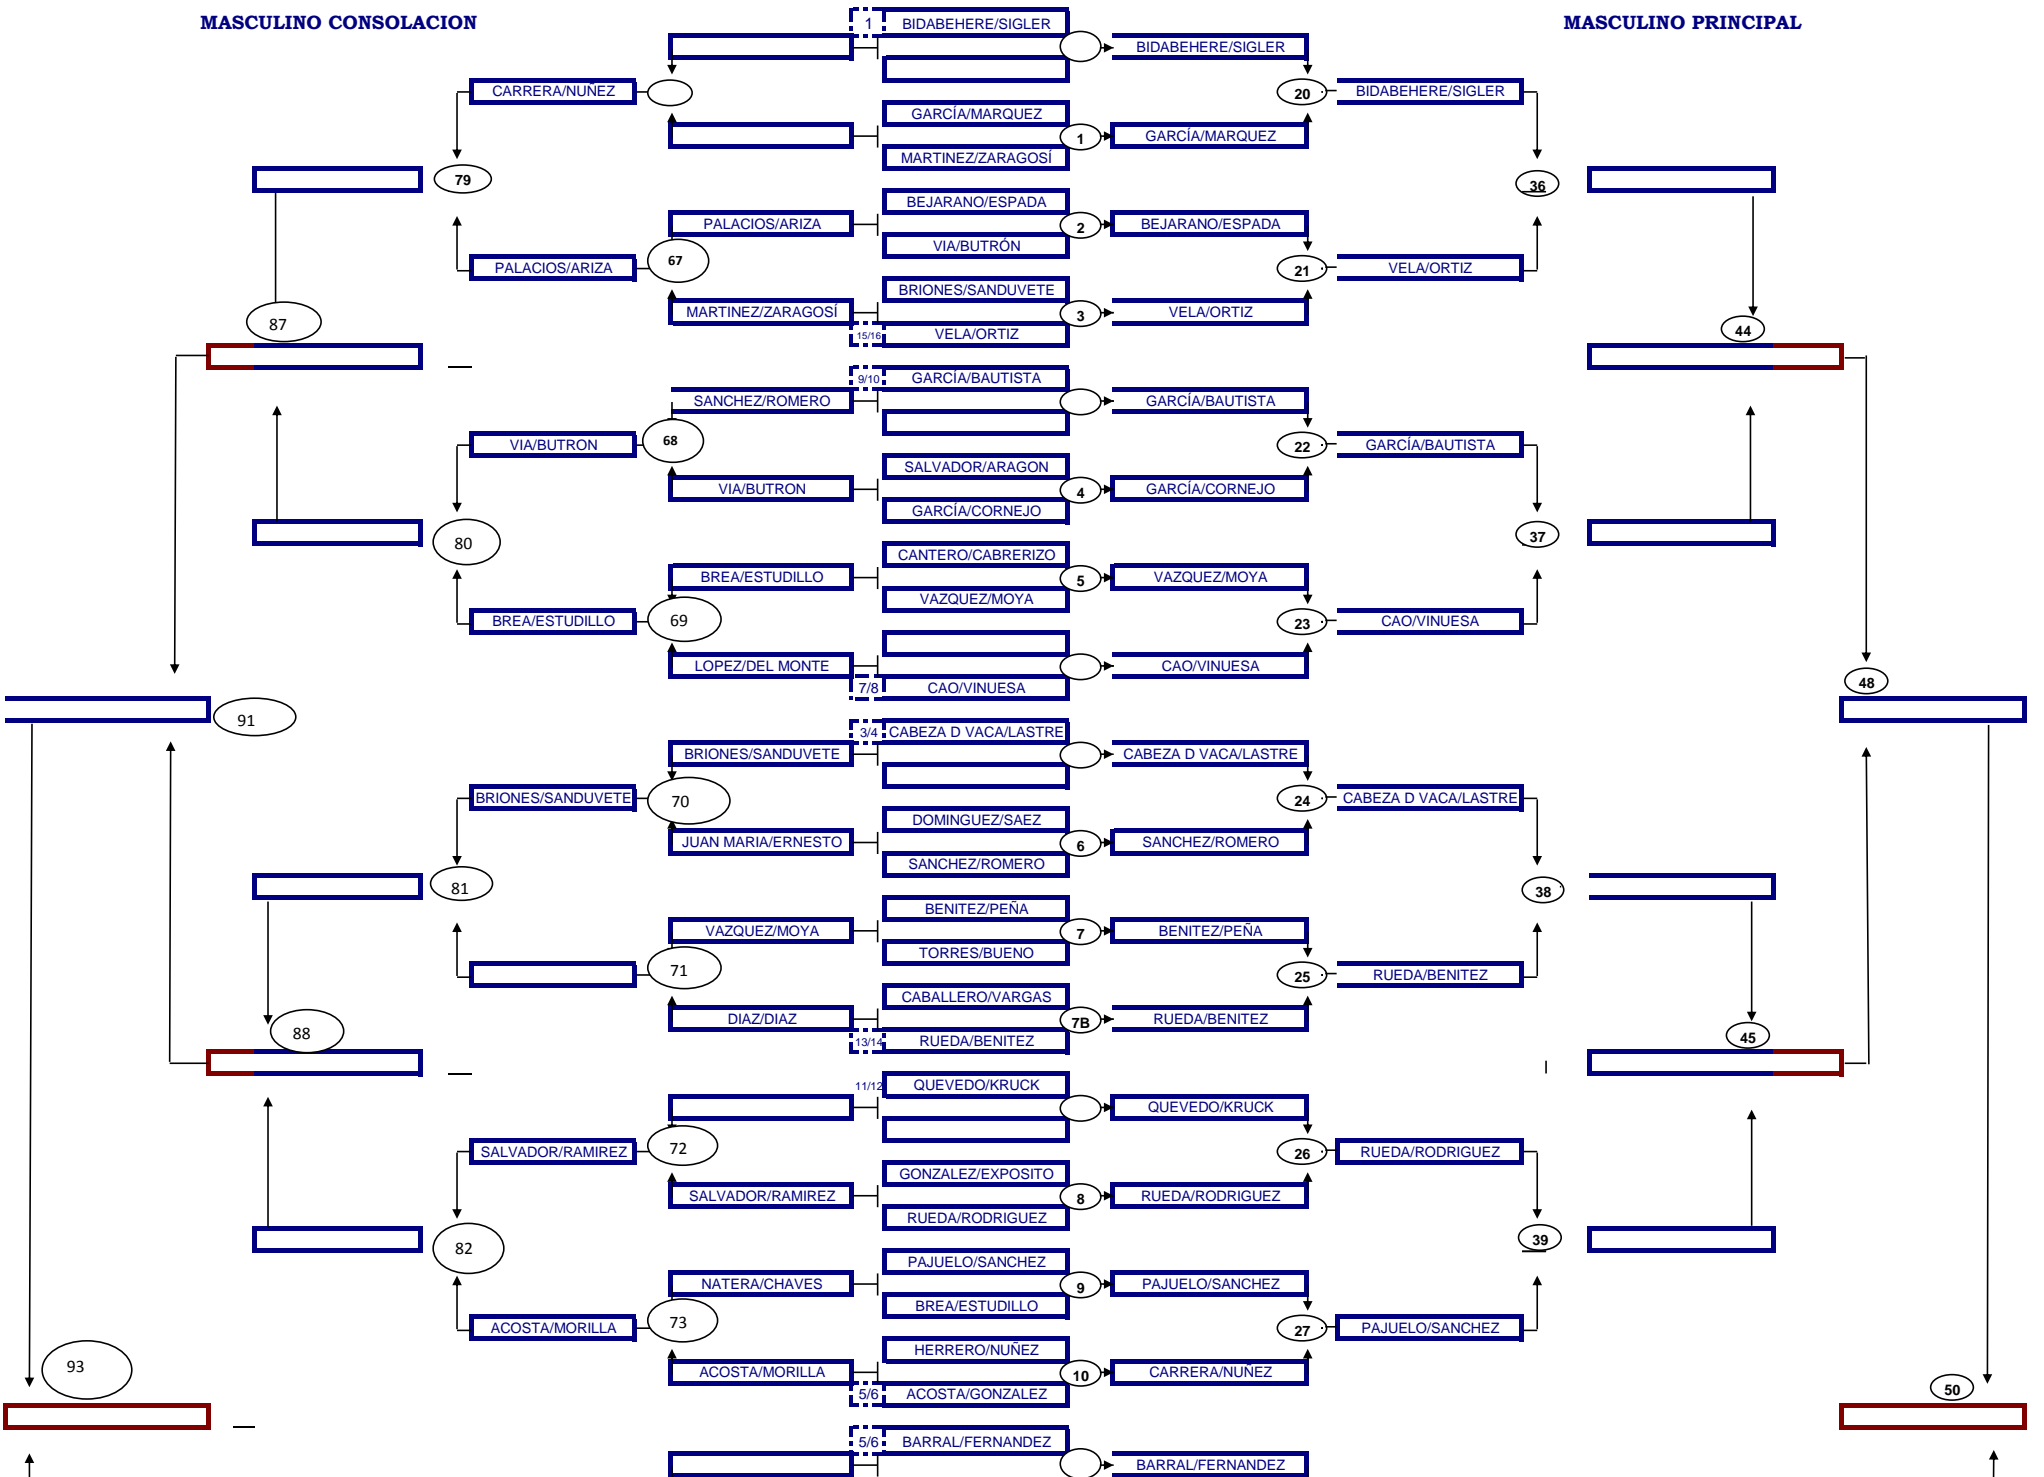 MASCULINO CONSOLACION
MASCULINO PRINCIPAL
1 BIDABEHERE/SIGLER
BIDABEHERE/SIGLER
CARRERA/NUÑEZ
20
BIDABEHERE/SIGLER
GARCÍA/MARQUEZ
1
GARCÍA/MARQUEZ
MARTINEZ/ZARAGOSÍ
79
36
BEJARANO/ESPADA
PALACIOS/ARIZA
2
BEJARANO/ESPADA
VIA/BUTRÓN
PALACIOS/ARIZA
67
21
VELA/ORTIZ
BRIONES/SANDUVETE
MARTINEZ/ZARAGOSÍ
3
VELA/ORTIZ
15/16 VELA/ORTIZ
87
44
9/10 GARCÍA/BAUTISTA
SANCHEZ/ROMERO
GARCÍA/BAUTISTA
VIA/BUTRON
68
22
GARCÍA/BAUTISTA
SALVADOR/ARAGON
VIA/BUTRON
4
GARCÍA/CORNEJO
GARCÍA/CORNEJO
80
37
CANTERO/CABRERIZO
BREA/ESTUDILLO
5
VAZQUEZ/MOYA
VAZQUEZ/MOYA
BREA/ESTUDILLO
69
23
CAO/VINUESA
LOPEZ/DEL MONTE
CAO/VINUESA
7/8 CAO/VINUESA
91
48
3/4 CABEZA D VACA/LASTRE
BRIONES/SANDUVETE
CABEZA D VACA/LASTRE
BRIONES/SANDUVETE
70
24
CABEZA D VACA/LASTRE
DOMINGUEZ/SAEZ
JUAN MARIA/ERNESTO
6
SANCHEZ/ROMERO
SANCHEZ/ROMERO
81
38
BENITEZ/PEÑA
VAZQUEZ/MOYA
7
BENITEZ/PEÑA
TORRES/BUENO
71
25
RUEDA/BENITEZ
CABALLERO/VARGAS
DIAZ/DIAZ
7B
RUEDA/BENITEZ
13/14 RUEDA/BENITEZ
88
45
11/12 QUEVEDO/KRUCK
QUEVEDO/KRUCK
SALVADOR/RAMIREZ
72
26
RUEDA/RODRIGUEZ
GONZALEZ/EXPOSITO
SALVADOR/RAMIREZ
8
RUEDA/RODRIGUEZ
RUEDA/RODRIGUEZ
82
39
PAJUELO/SANCHEZ
NATERA/CHAVES
9
PAJUELO/SANCHEZ
BREA/ESTUDILLO
ACOSTA/MORILLA
73
27
PAJUELO/SANCHEZ
HERRERO/NUÑEZ
ACOSTA/MORILLA
10
CARRERA/NUÑEZ
5/6 ACOSTA/GONZALEZ
93
50
5/6 BARRAL/FERNANDEZ
BARRAL/FERNANDEZ